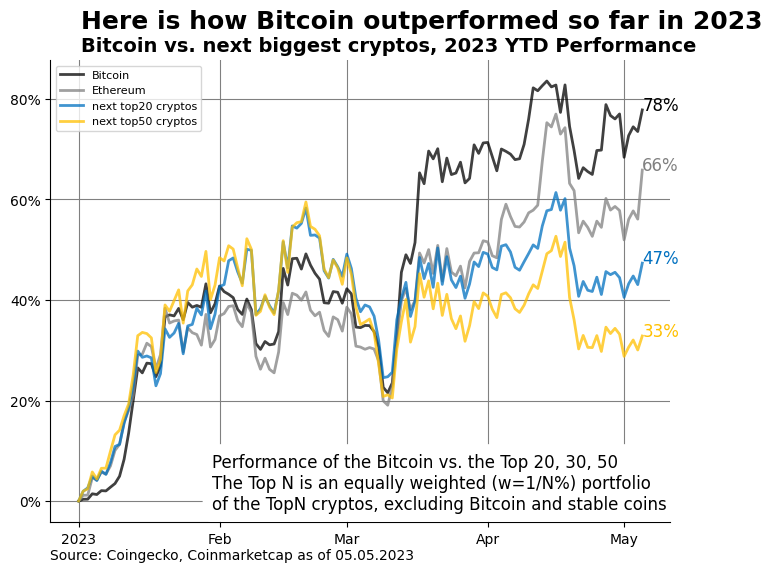 Here is how Bitcoin outperformed so far in 2023
Bitcoin vs. next biggest cryptos, 2023 YTD Performance
Bitcoin
Ethereum
next top20 cryptos
next top50 cryptos
80%
60%
40%
20%
0%
78%
66%
47%
33%
Performance of the Bitcoin vs. the Top 20, 30, 50
The Top N is an equally weighted (w=1/N%) portfolio
of the TopN cryptos, excluding Bitcoin and stable coins
2023 Feb Mar Apr May
Source: Coingecko, Coinmarketcap as of 05.05.2023